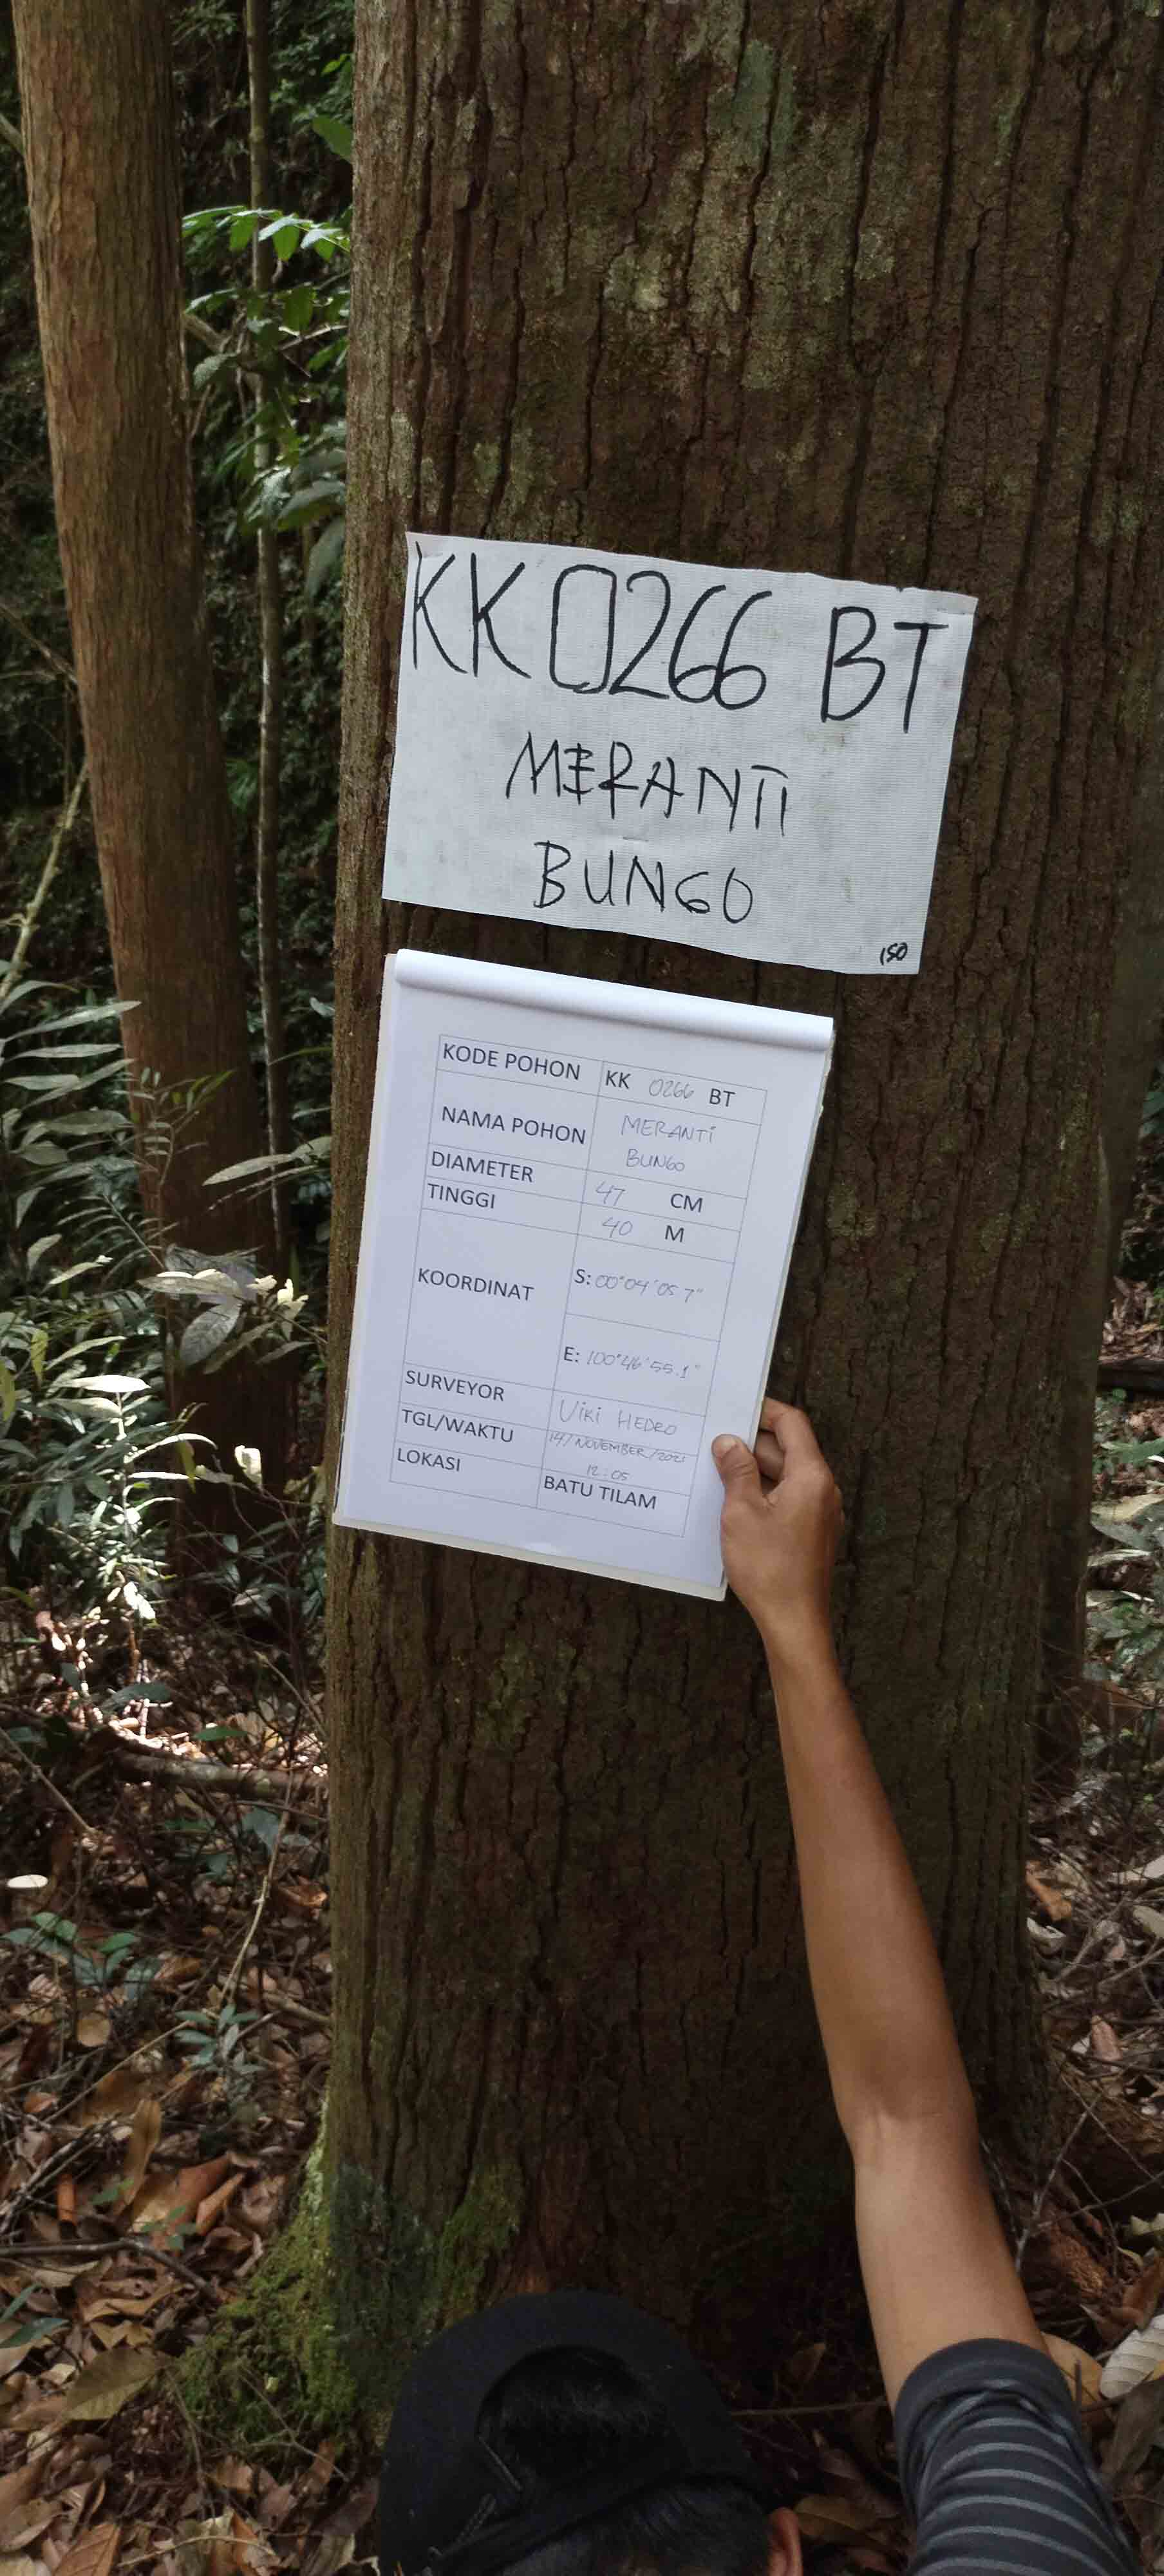 KK 0266 BT
MERANTI
BUNGO
150
KODE POHON KK 0266 BT
NAMA POHON MERANTI
BUNGO
DIAMETER 47 CM
TINGGI 40 M
KOORDINAT S: 00°04'05.7"
E: 100°46'55.1"
SURVEYOR VIKI HEDRO
TGL/WAKTU 14/NOVEMBER/2021
12:05
LOKASI BATU TILAM